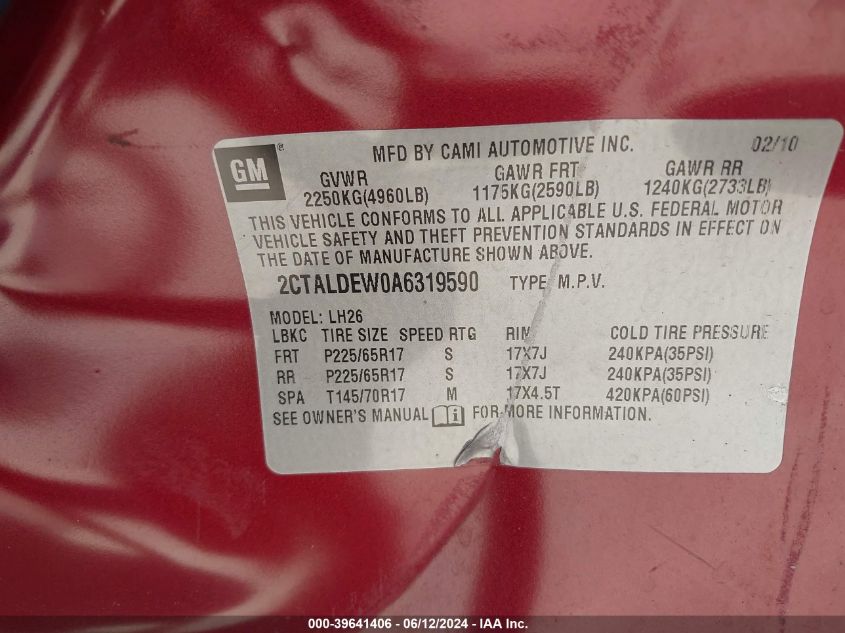 GM ® MFD BY CAMI AUTOMOTIVE INC. 02/10
GVWR GAWR FRT GAWR RR
2250KG(4960LB) 1175KG(2590LB) 1240KG(2733LB)
THIS VEHICLE CONFORMS TO ALL APPLICABLE U.S. FEDERAL MOTOR
VEHICLE SAFETY AND THEFT PREVENTION STANDARDS IN EFFECT ON
THE DATE OF MANUFACTURE SHOWN ABOVE.
2CTALDEW0A6319590 TYPE M.P.V.
MODEL: LH26
LBKC TIRE SIZE SPEED RTG RIM COLD TIRE PRESSURE
FRT P225/65R17 S 17X7J 240KPA(35PSI)
RR P225/65R17 S 17X7J 240KPA(35PSI)
SPA T145/70R17 M 17X4.5T 420KPA(60PSI)
SEE OWNER'S MANUAL i FOR MORE INFORMATION.
000-39641406 - 06/12/2024 - IAA Inc.